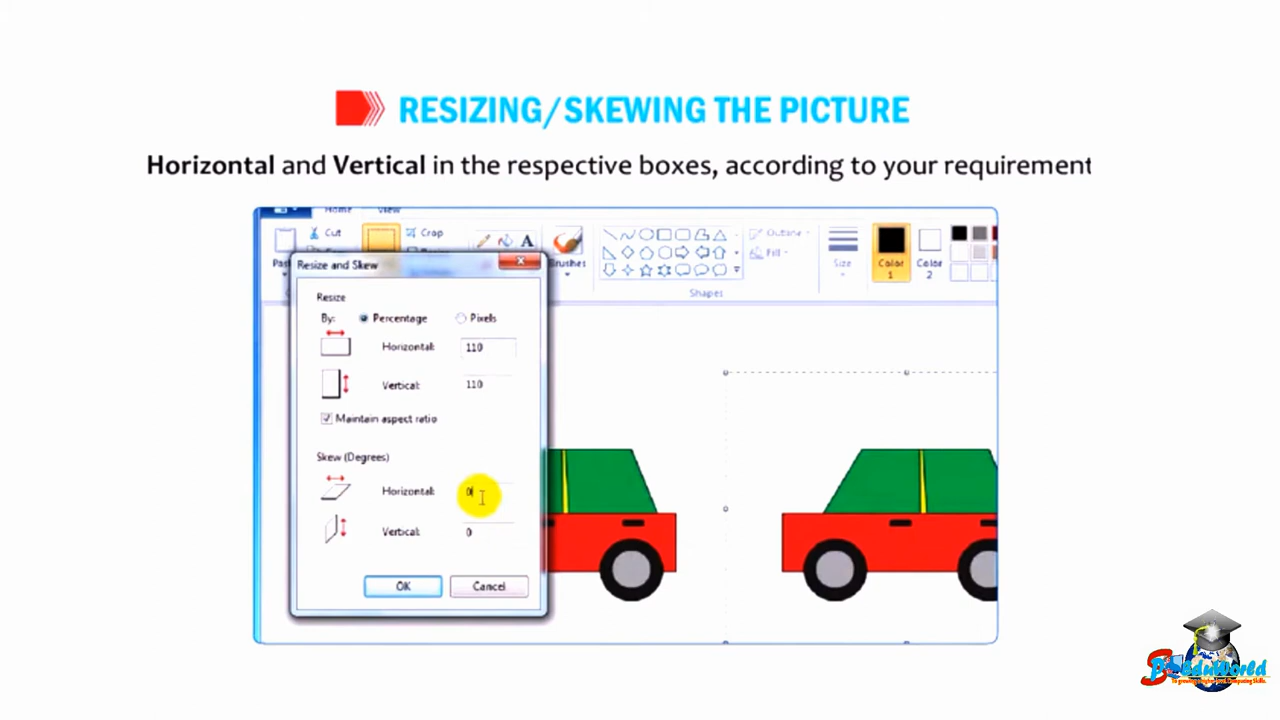 RESIZING/SKEWING THE PICTURE
Horizontal and Vertical in the respective boxes, according to your requirement
Home View
Cut
Crop
Brushes
Outline
Fill
Size
Color 1
Color 2
Shapes
Resize and Skew
Resize
By: Percentage Pixels
Horizontal: 110
Vertical: 110
Maintain aspect ratio
Skew (Degrees)
Horizontal: 0
Vertical: 0
OK Cancel
EduWorld